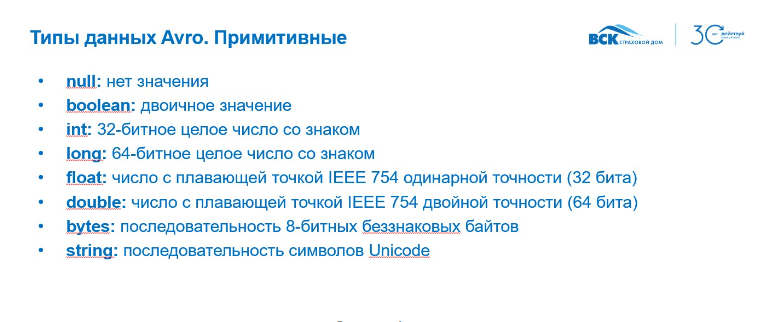 Типы данных Avro. Примитивные
ВСК СТРАХОВОЙ ДОМ
30 лет
• null: нет значения
• boolean: двоичное значение
• int: 32-битное целое число со знаком
• long: 64-битное целое число со знаком
• float: число с плавающей точкой IEEE 754 одинарной точности (32 бита)
• double: число с плавающей точкой IEEE 754 двойной точности (64 бита)
• bytes: последовательность 8-битных беззнаковых байтов
• string: последовательность символов Unicode